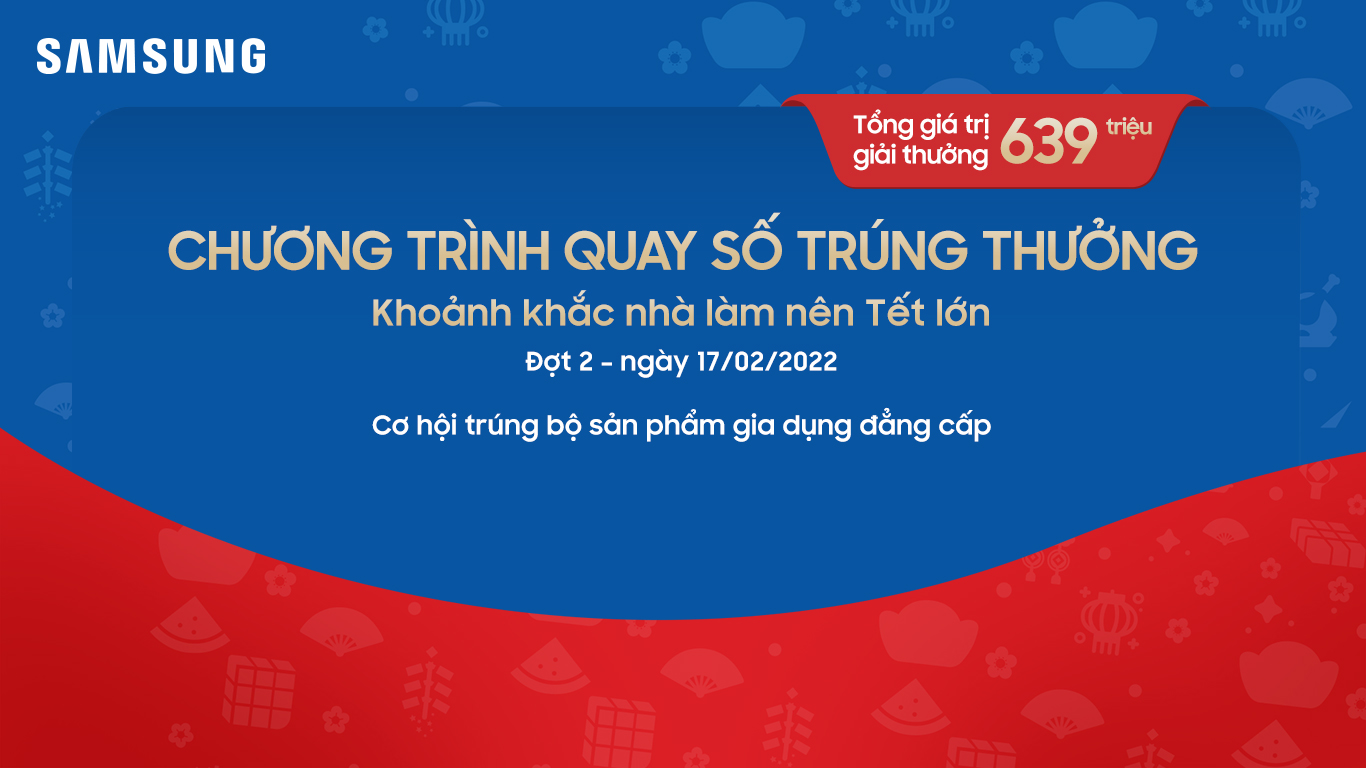 SAMSUNG
Tổng giá trị
giải thưởng
639 triệu
CHƯƠNG TRÌNH QUAY SỐ TRÚNG THƯỞNG
Khoảnh khắc nhà làm nên Tết lớn
Đợt 2 - ngày 17/02/2022
Cơ hội trúng bộ sản phẩm gia dụng đẳng cấp